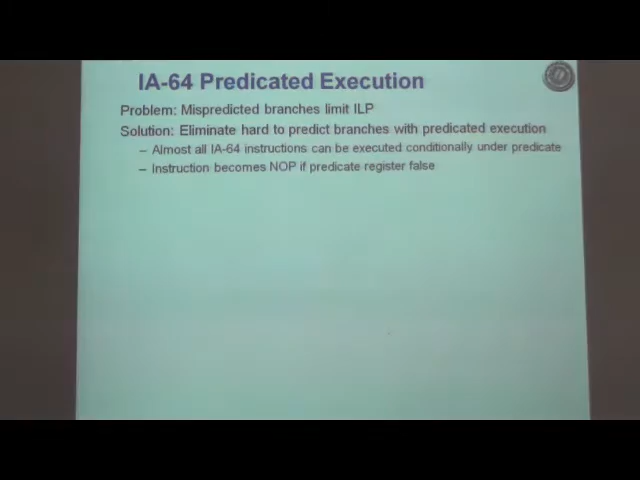 IA-64 Predicated Execution
Problem: Mispredicted branches limit ILP
Solution: Eliminate hard to predict branches with predicated execution
– Almost all IA-64 instructions can be executed conditionally under predicate
– Instruction becomes NOP if predicate register false